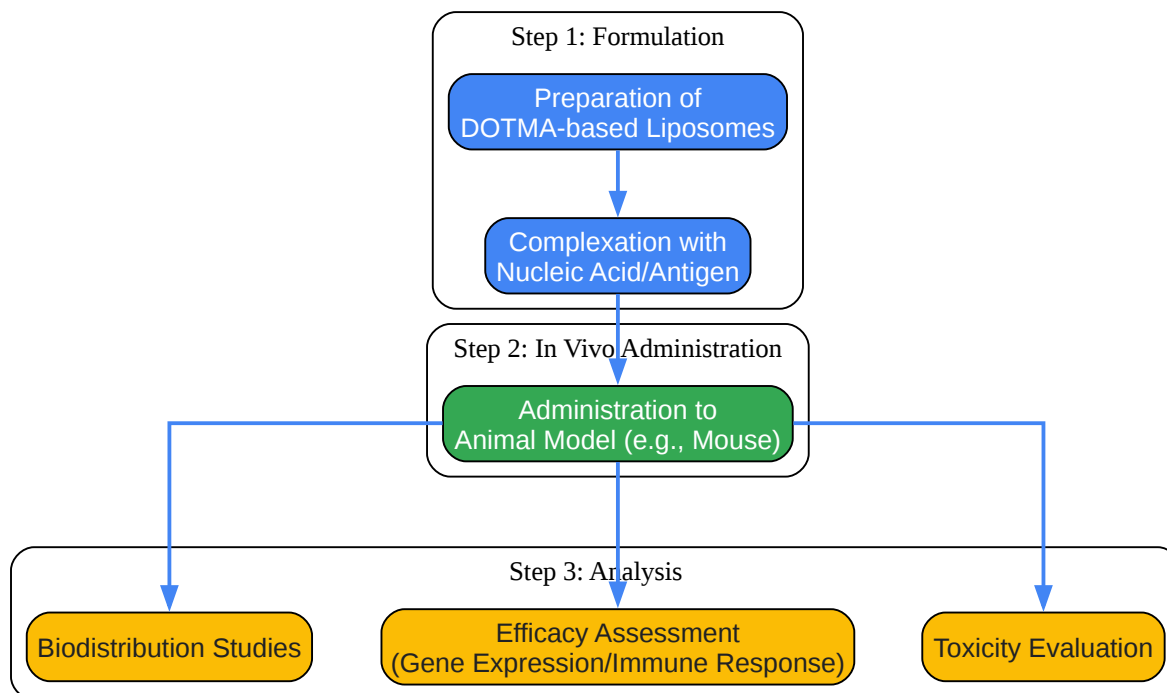 Step 1: Formulation
Preparation of
DOTMA-based Liposomes
Complexation with
Nucleic Acid/Antigen
Step 2: In Vivo Administration
Administration to
Animal Model (e.g., Mouse)
Step 3: Analysis
Biodistribution Studies
Efficacy Assessment
(Gene Expression/Immune Response)
Toxicity Evaluation